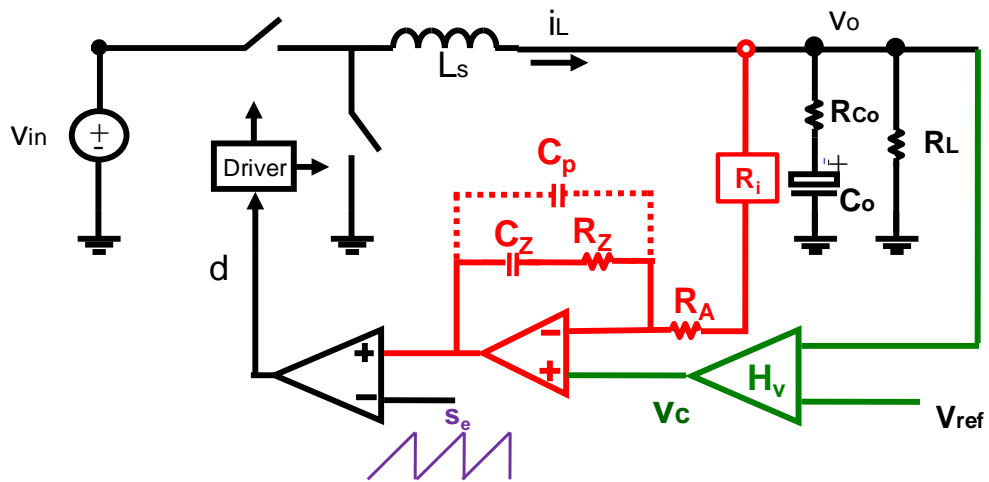 iL
vo
Ls
RCo
vin
+
-
Driver
Cp
Ri
RL
+
Co
CZ
RZ
d
RA
-
+
+
-
Hv
vc
se
Vref